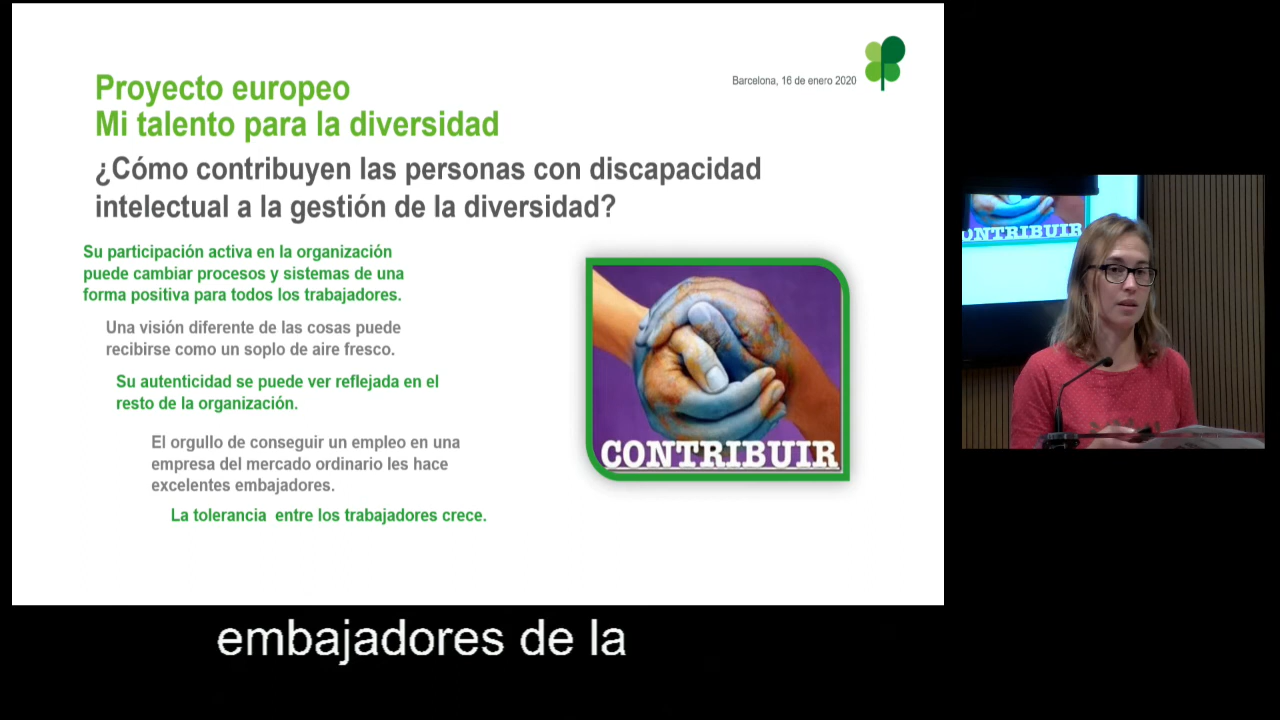 Barcelona, 16 de enero 2020
Proyecto europeo
Mi talento para la diversidad
¿Cómo contribuyen las personas con discapacidad
intelectual a la gestión de la diversidad?
Su participación activa en la organización
puede cambiar procesos y sistemas de una
forma positiva para todos los trabajadores.
Una visión diferente de las cosas puede
recibirse como un soplo de aire fresco.
Su autenticidad se puede ver reflejada en el
resto de la organización.
El orgullo de conseguir un empleo en una
empresa del mercado ordinario les hace
excelentes embajadores.
La tolerancia  entre los trabajadores crece.
CONTRIBUIR
ONTRIBUIR
embajadores de la